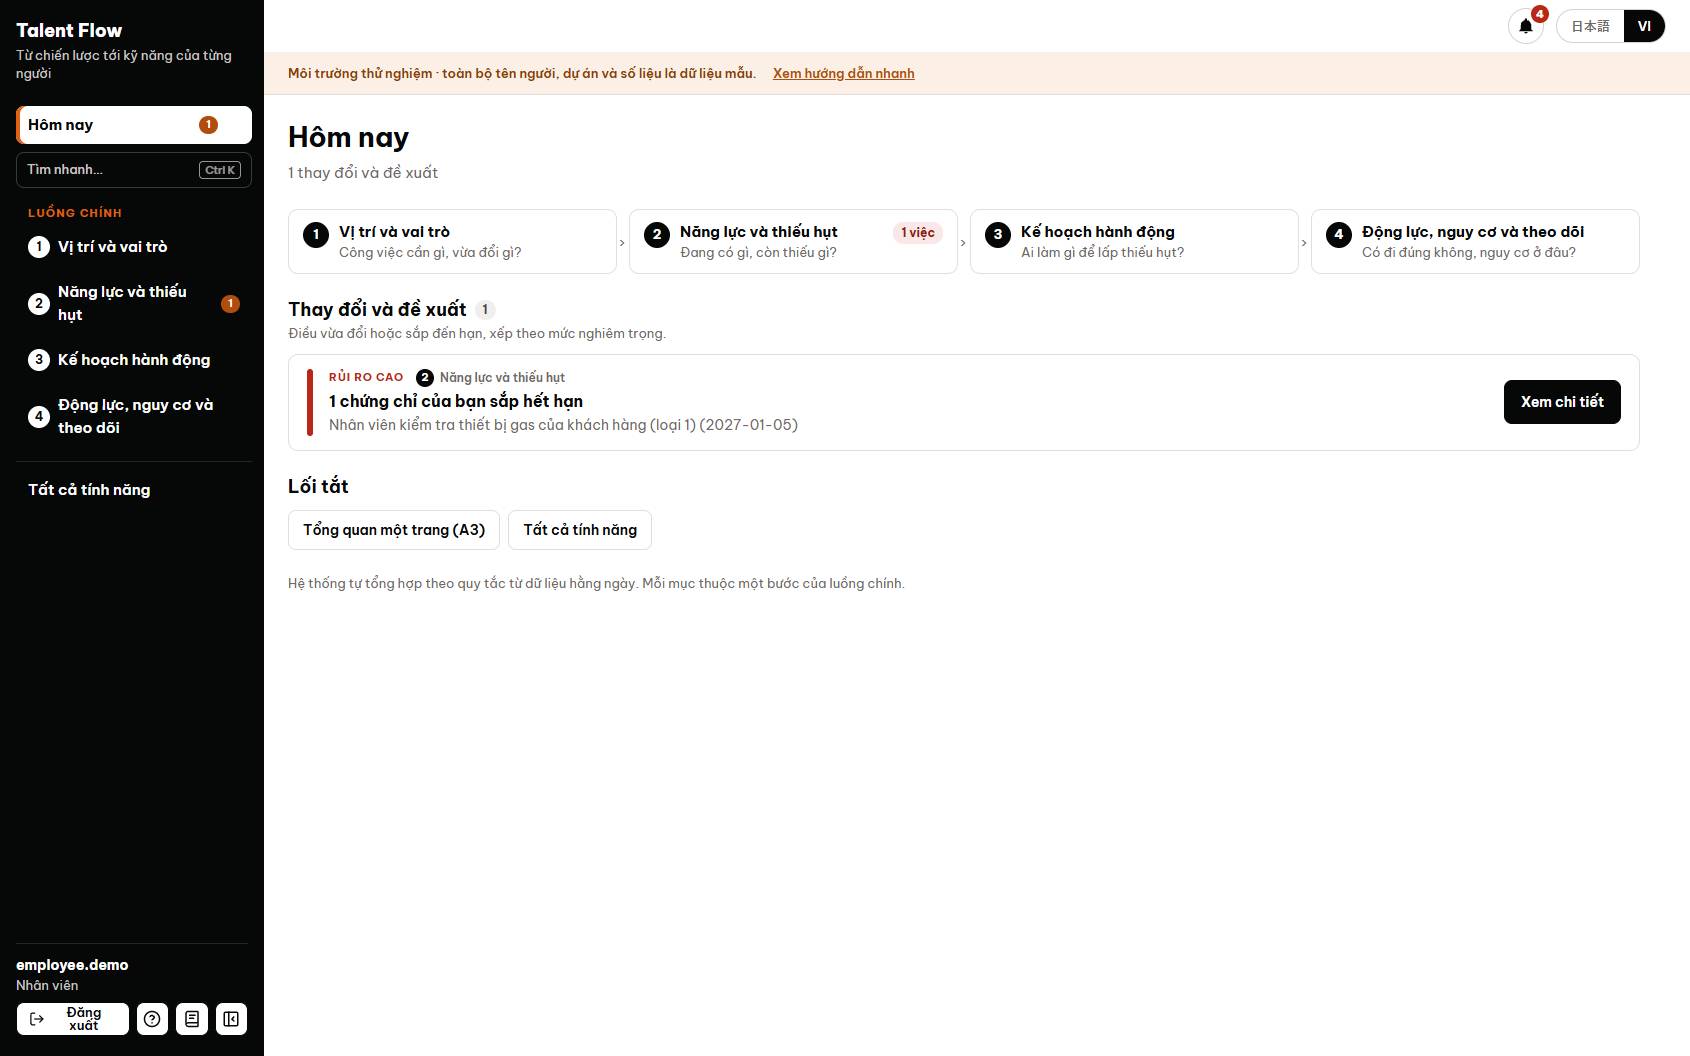 Talent Flow
Từ chiến lược tới kỹ năng của từng
người
Hôm nay 1
Tìm nhanh... Ctrl K
LUỒNG CHÍNH
1 Vị trí và vai trò
2 Năng lực và thiếu
hụt 1
3 Kế hoạch hành động
4 Động lực, nguy cơ và
theo dõi
Tất cả tính năng
employee.demo
Nhân viên
Đăng
xuất
4 日本語 VI
Môi trường thử nghiệm · toàn bộ tên người, dự án và số liệu là dữ liệu mẫu. Xem hướng dẫn nhanh
Hôm nay
1 thay đổi và đề xuất
1 Vị trí và vai trò
Công việc cần gì, vừa đổi gì?
2 Năng lực và thiếu hụt 1 việc
Đang có gì, còn thiếu gì?
3 Kế hoạch hành động
Ai làm gì để lấp thiếu hụt?
4 Động lực, nguy cơ và theo dõi
Có đi đúng không, nguy cơ ở đâu?
Thay đổi và đề xuất 1
Điều vừa đổi hoặc sắp đến hạn, xếp theo mức nghiêm trọng.
RỦI RO CAO 2 Năng lực và thiếu hụt
1 chứng chỉ của bạn sắp hết hạn
Nhân viên kiểm tra thiết bị gas của khách hàng (loại 1) (2027-01-05)
Xem chi tiết
Lối tắt
Tổng quan một trang (A3) Tất cả tính năng
Hệ thống tự tổng hợp theo quy tắc từ dữ liệu hằng ngày. Mỗi mục thuộc một bước của luồng chính.